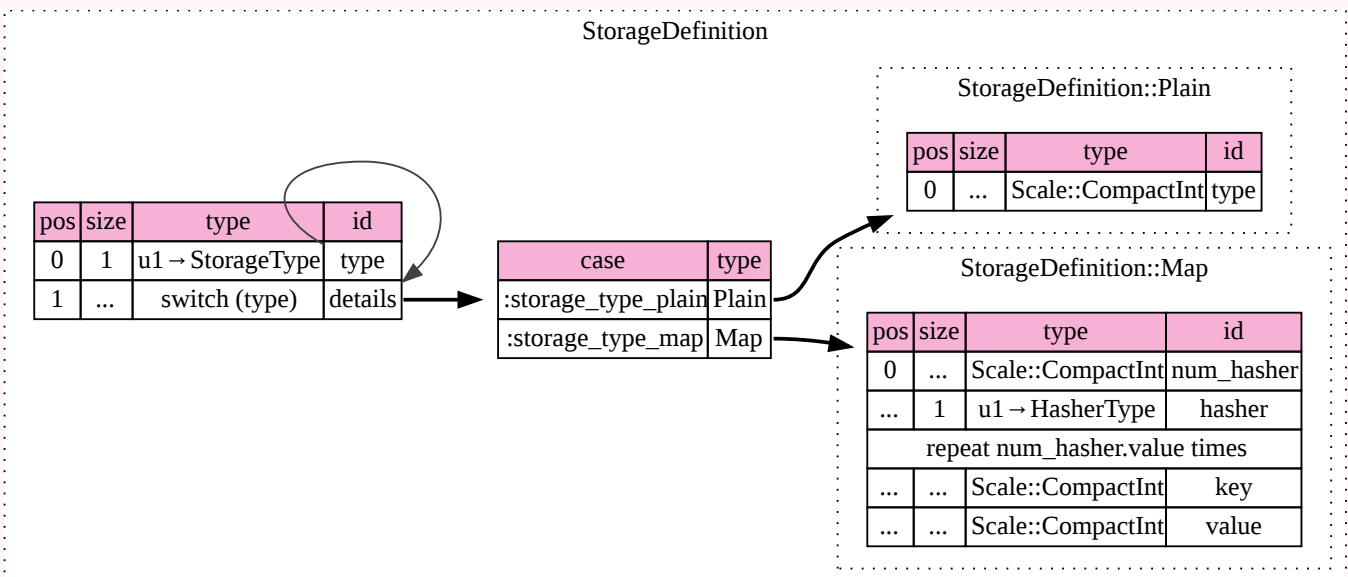 StorageDefinition
pos size type id
0 1 u1→StorageType type
1 ... switch (type) details
case type
:storage_type_plain Plain
:storage_type_map Map
StorageDefinition::Plain
pos size type id
0 ... Scale::CompactInt type
StorageDefinition::Map
pos size type id
0 ... Scale::CompactInt num_hasher
... 1 u1→HasherType hasher
repeat num_hasher.value times
... ... Scale::CompactInt key
... ... Scale::CompactInt value